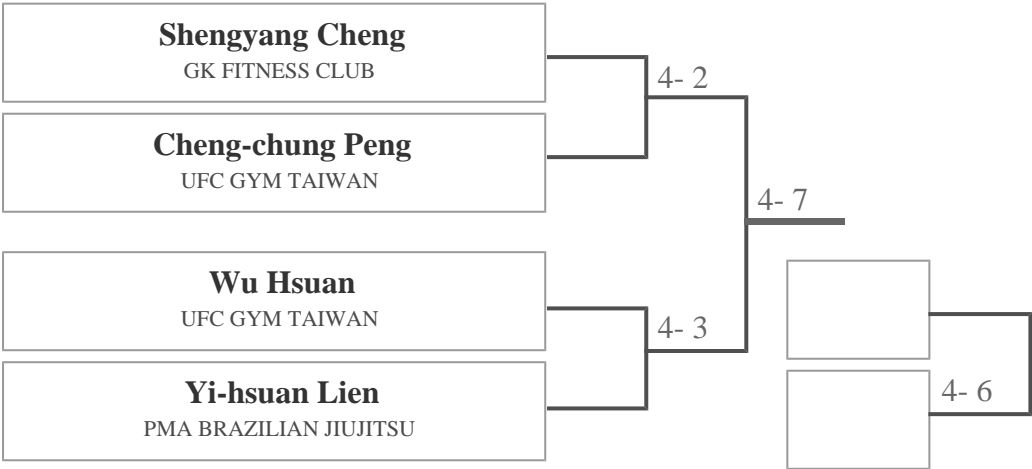 Shengyang Cheng
GK FITNESS CLUB
4- 2
Cheng-chung Peng
UFC GYM TAIWAN
4- 7
Wu Hsuan
UFC GYM TAIWAN
4- 3
Yi-hsuan Lien
PMA BRAZILIAN JIUJITSU
4- 6